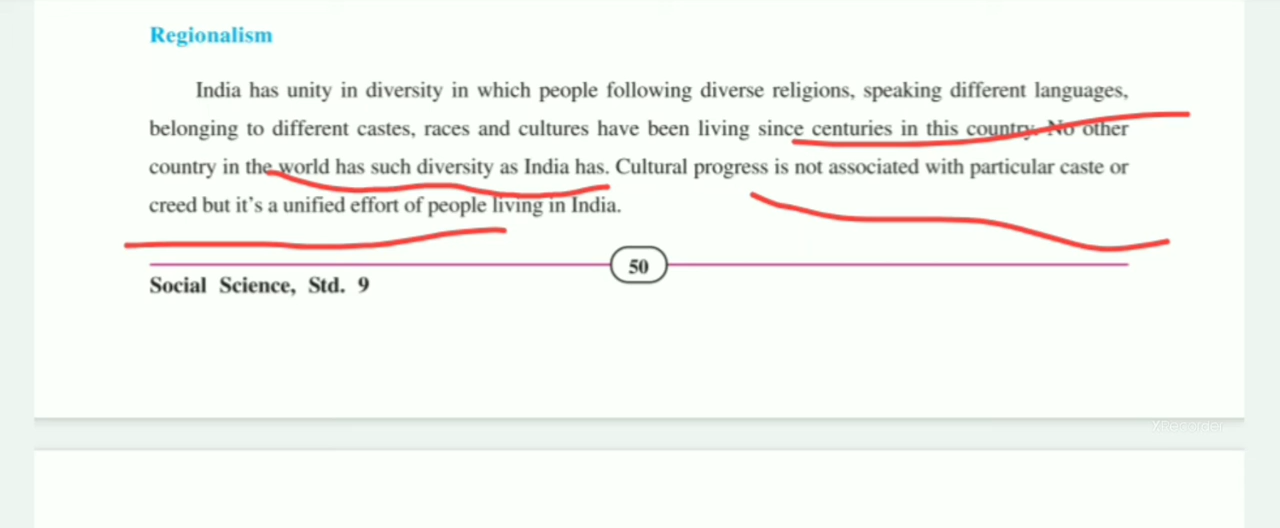 Regionalism
India has unity in diversity in which people following diverse religions, speaking different languages,
belonging to different castes, races and cultures have been living since centuries in this country. No other
country in the world has such diversity as India has. Cultural progress is not associated with particular caste or
creed but it's a unified effort of people living in India.
50
Social Science, Std. 9
XRecorder